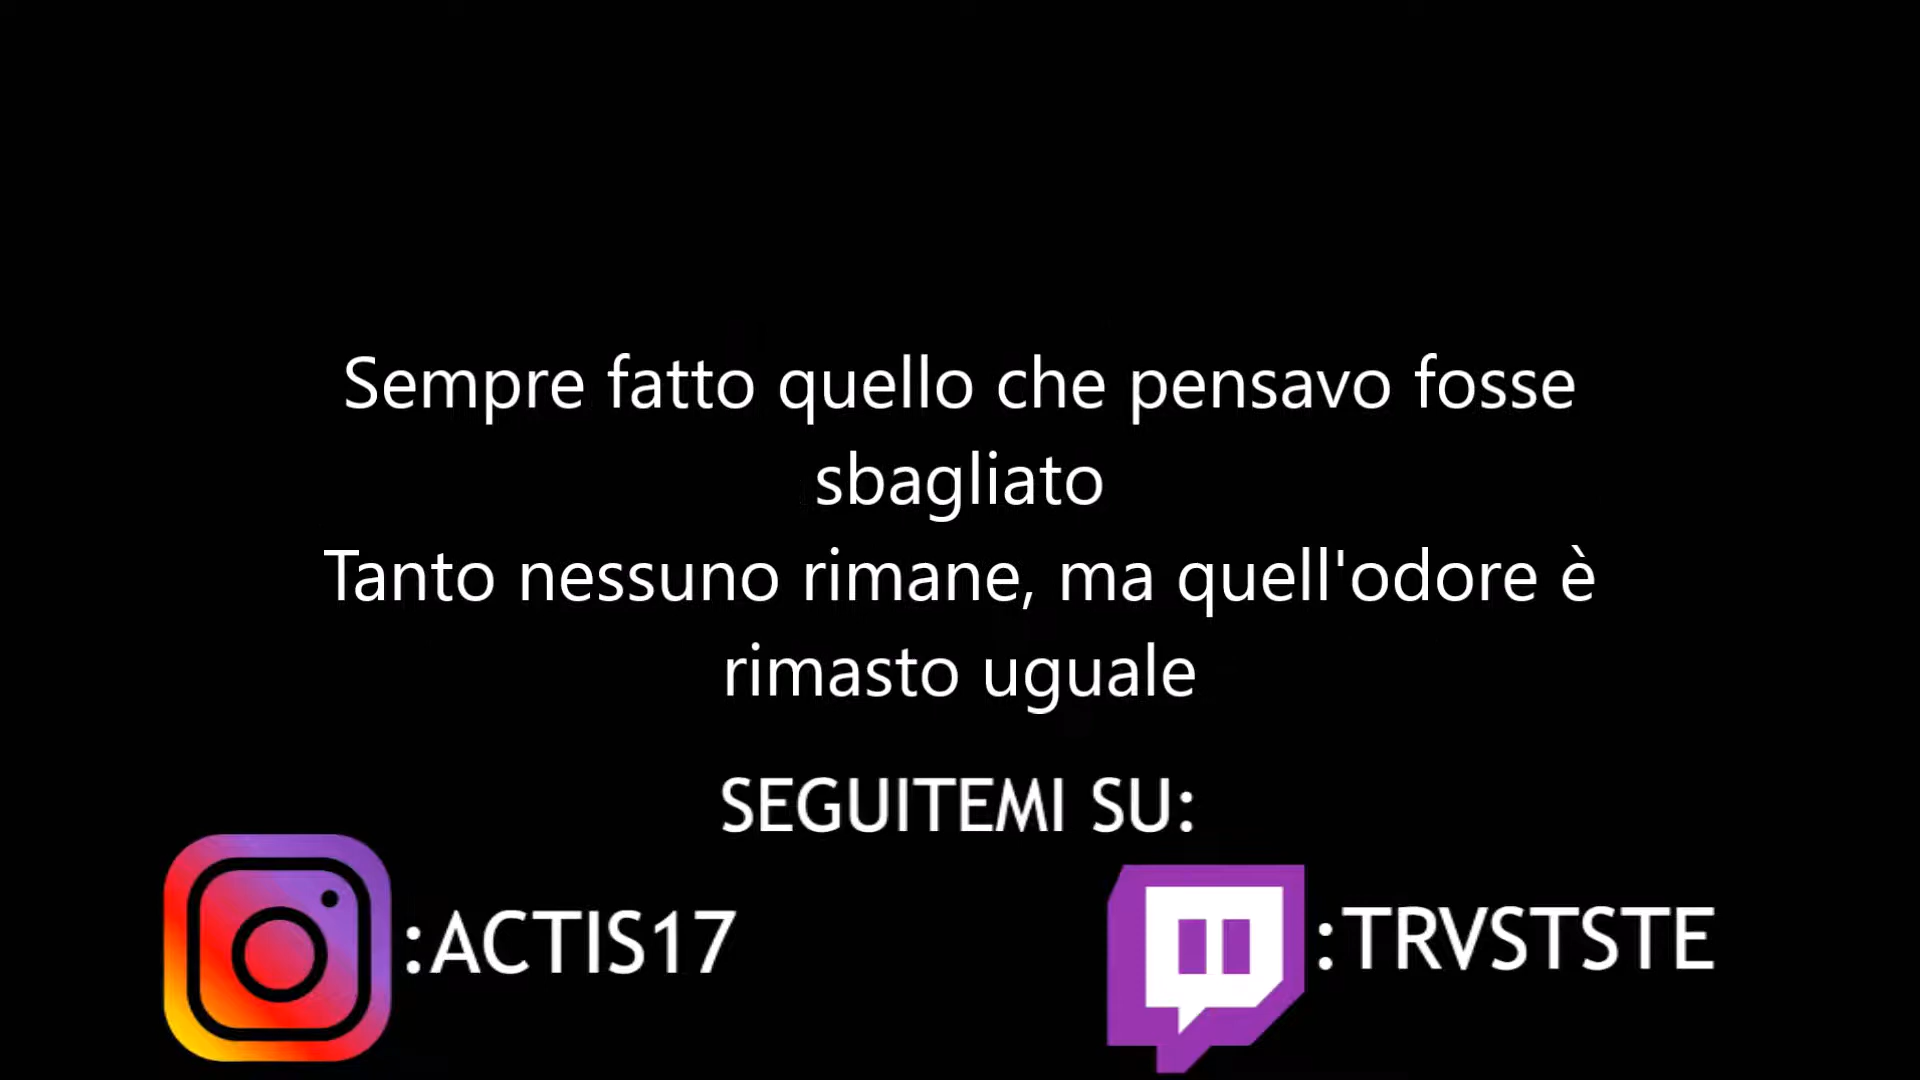 Sempre fatto quello che pensavo fosse
sbagliato
Tanto nessuno rimane, ma quell'odore è
rimasto uguale
SEGUITEMI SU:
:ACTIS17
:TRVSTSTE